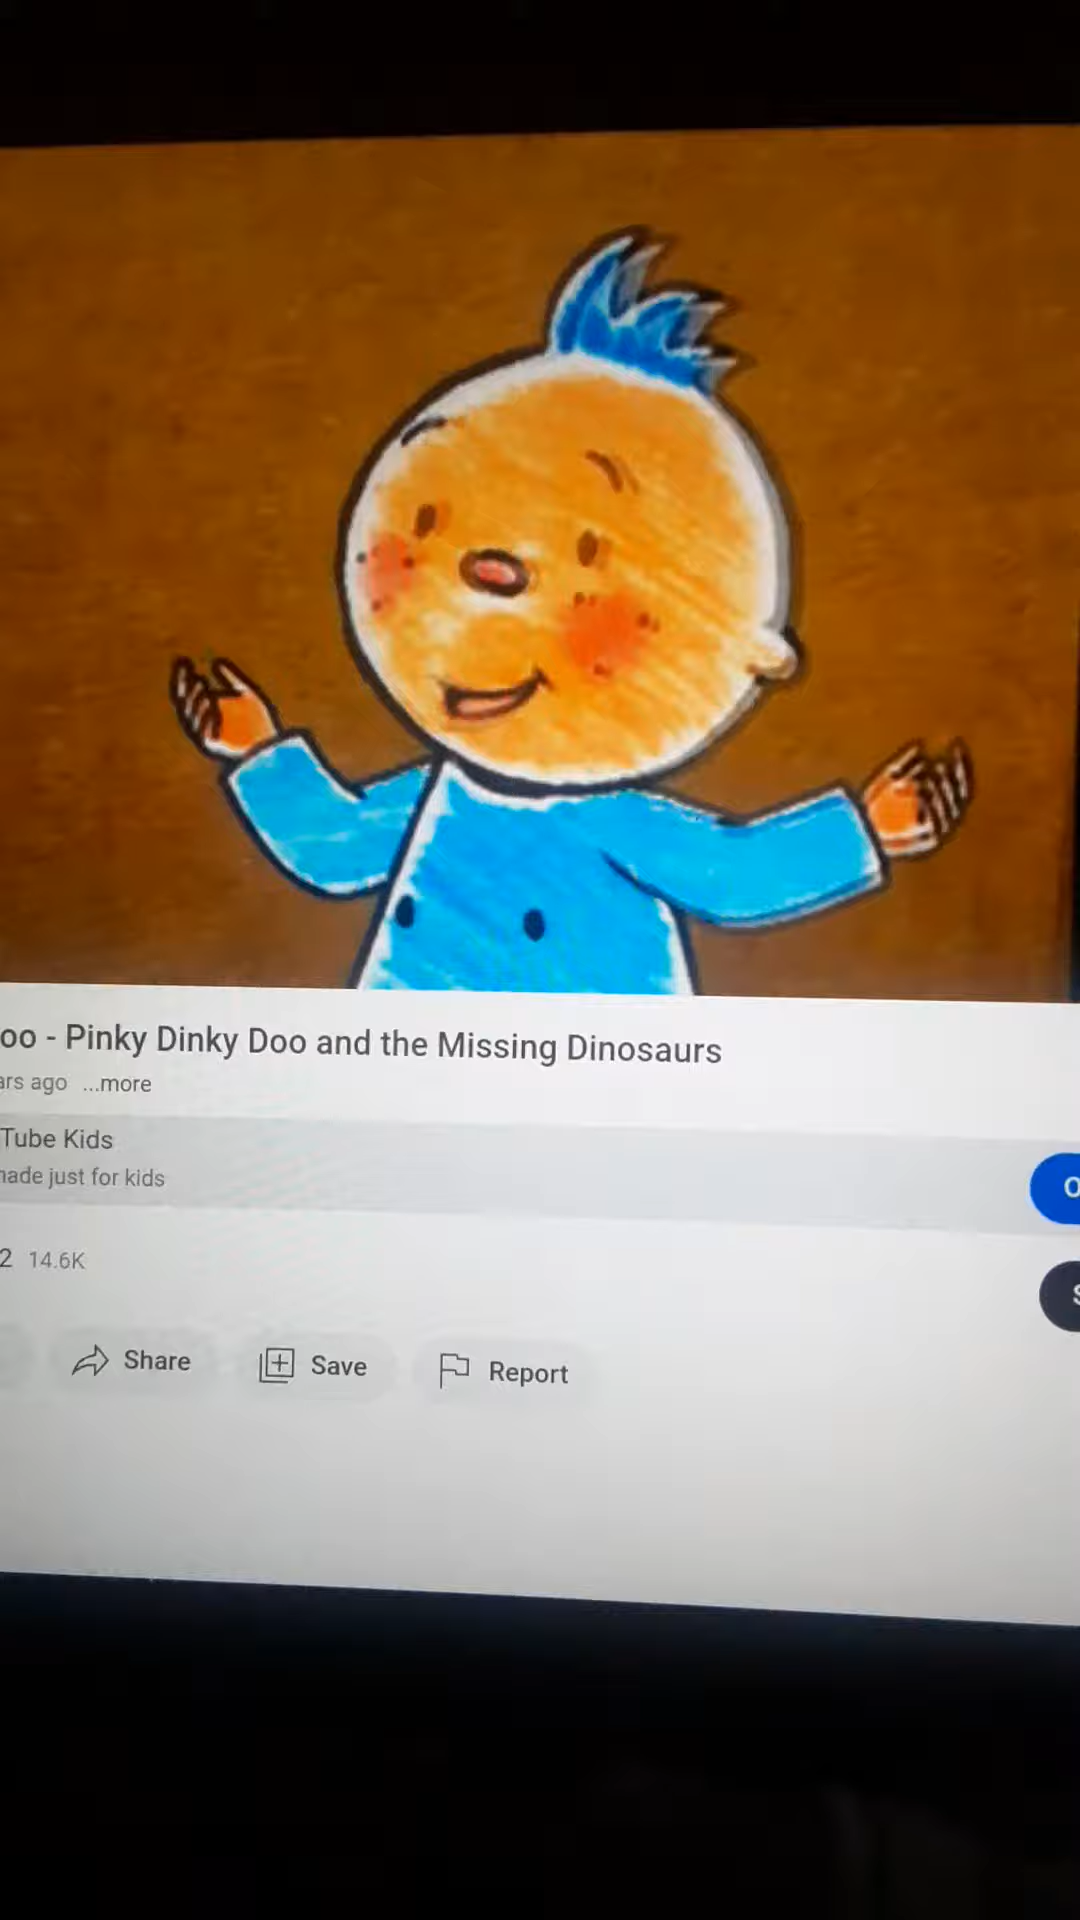 oo - Pinky Dinky Doo and the Missing Dinosaurs
ars ago ...more
Tube Kids
made just for kids
2 14.6K
Share Save Report